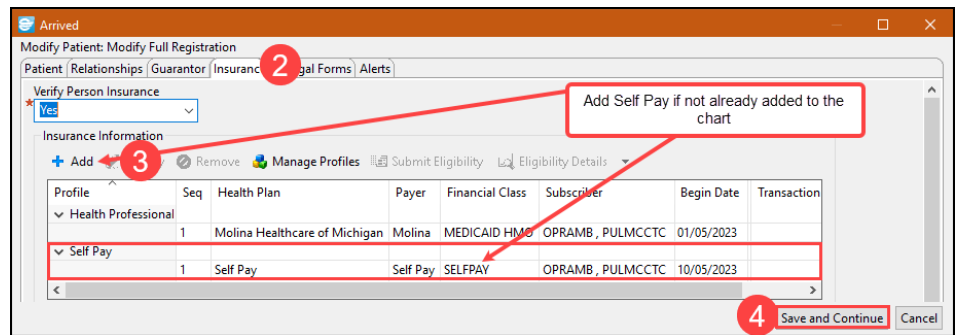 Arrived
Modify Patient: Modify Full Registration
Patient Relationships Guarantor Insuranc 2 gal Forms Alerts
Verify Person Insurance
* Yes
Add Self Pay if not already added to the
chart
Insurance Information
+ Add 3 Remove Manage Profiles Submit Eligibility Eligibility Details
Profile Seq Health Plan Payer Financial Class Subscriber Begin Date Transaction
Health Professional
1 Molina Healthcare of Michigan Molina MEDICAID HMO OPRAMB , PULMCCTC 01/05/2023
Self Pay
1 Self Pay Self Pay SELFPAY OPRAMB , PULMCCTC 10/05/2023
4 Save and Continue Cancel